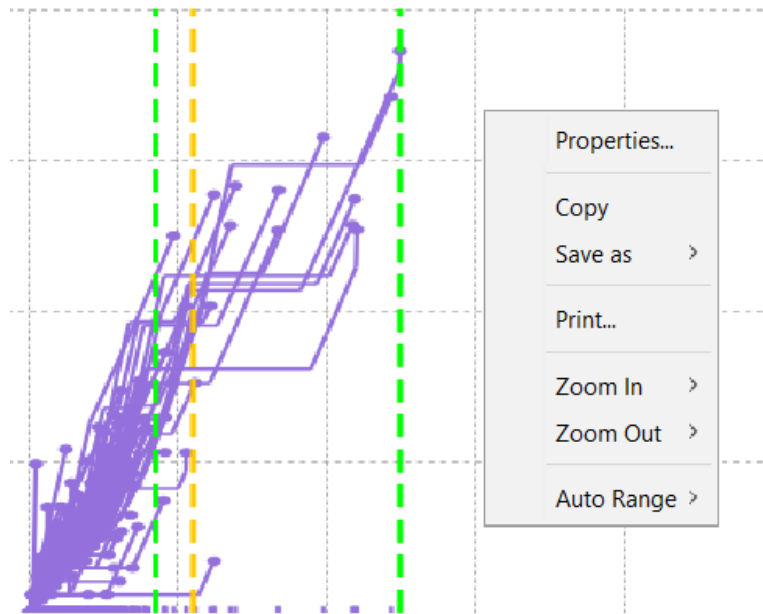 Properties...
Copy
Save as
Print...
Zoom In
Zoom Out
Auto Range